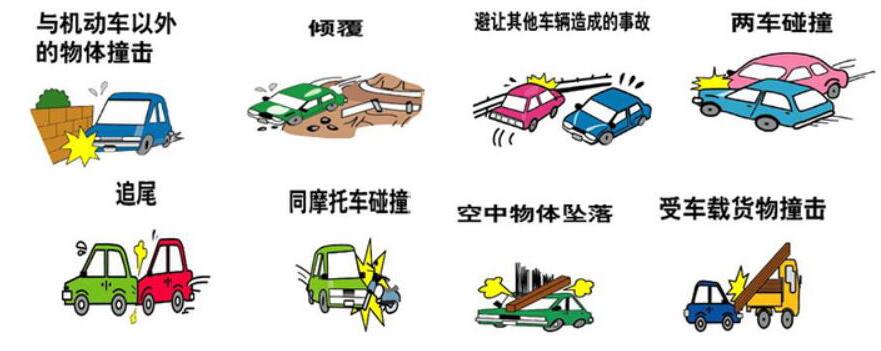 与机动车以外
的物体撞击
倾覆
避让其他车辆造成的事故
两车碰撞
追尾
同摩托车碰撞
空中物体坠落
受车载货物撞击